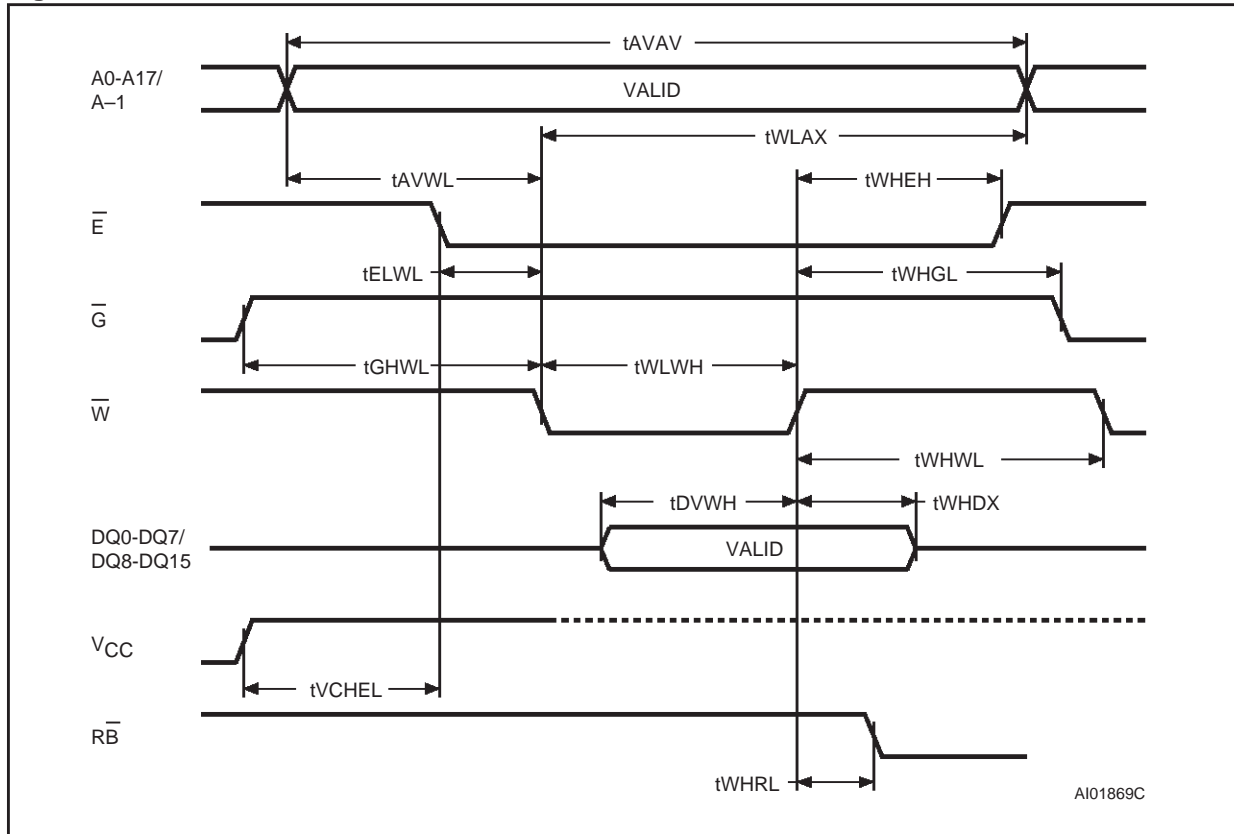 tAVAV
A0-A17/
A–1
VALID
tWLAX
tAVWL
tWHEH
E̅
tELWL
tWHGL
G̅
tGHWL
tWLWH
W̅
tWHWL
tDVWH
tWHDX
DQ0-DQ7/
DQ8-DQ15
VALID
VCC
tVCHEL
RB̅
tWHRL
AI01869C